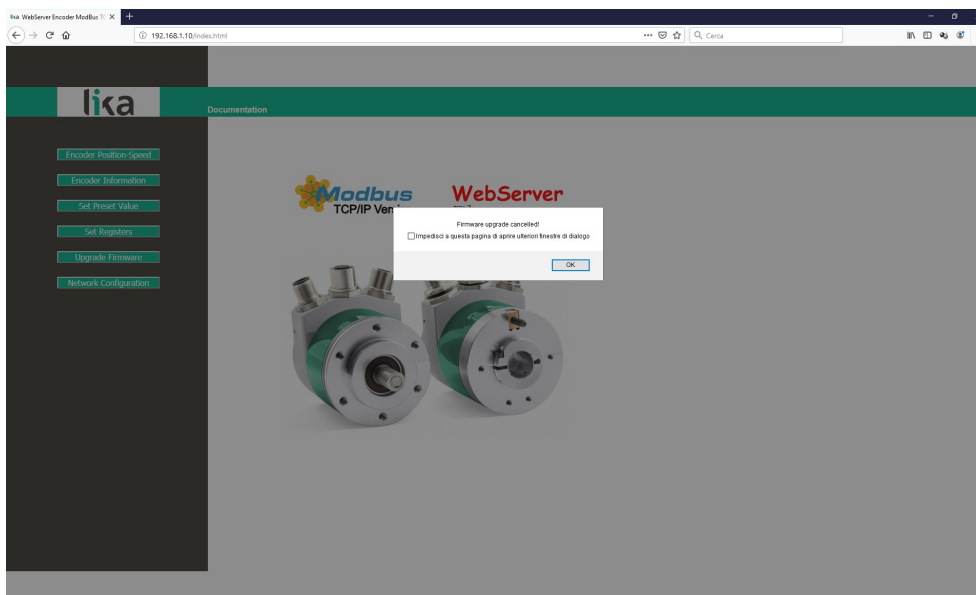 lika WebServer Encoder ModBus TC
192.168.1.10/index.html
Cerca
lika
Documentation
Encoder Position-Speed
Encoder Information
Set Preset Value
Set Registers
Upgrade Firmware
Network Configuration
Modbus
TCP/IP Ver
WebServer
Firmware upgrade cancelled!
Impedisci a questa pagina di aprire ulteriori finestre di dialogo
OK